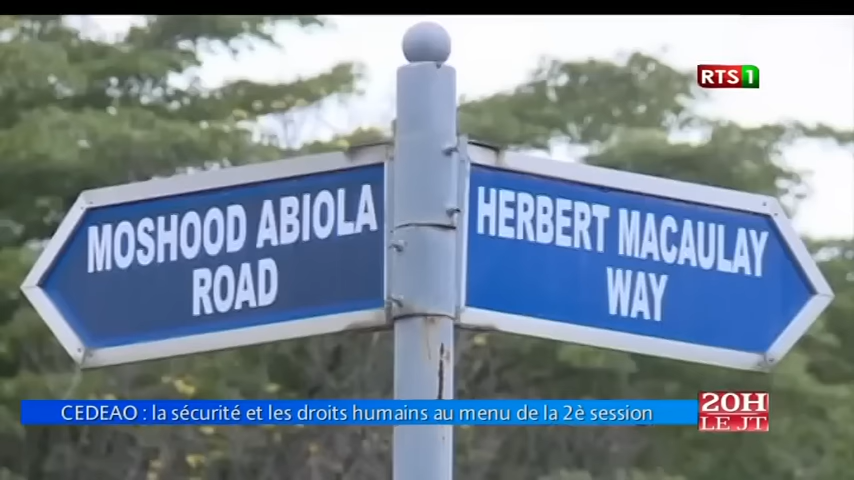 RTS1
MOSHOOD ABIOLA
ROAD
HERBERT MACAULAY
WAY
CEDEAO : la sécurité et les droits humains au menu de la 2è session
20H
LE JT